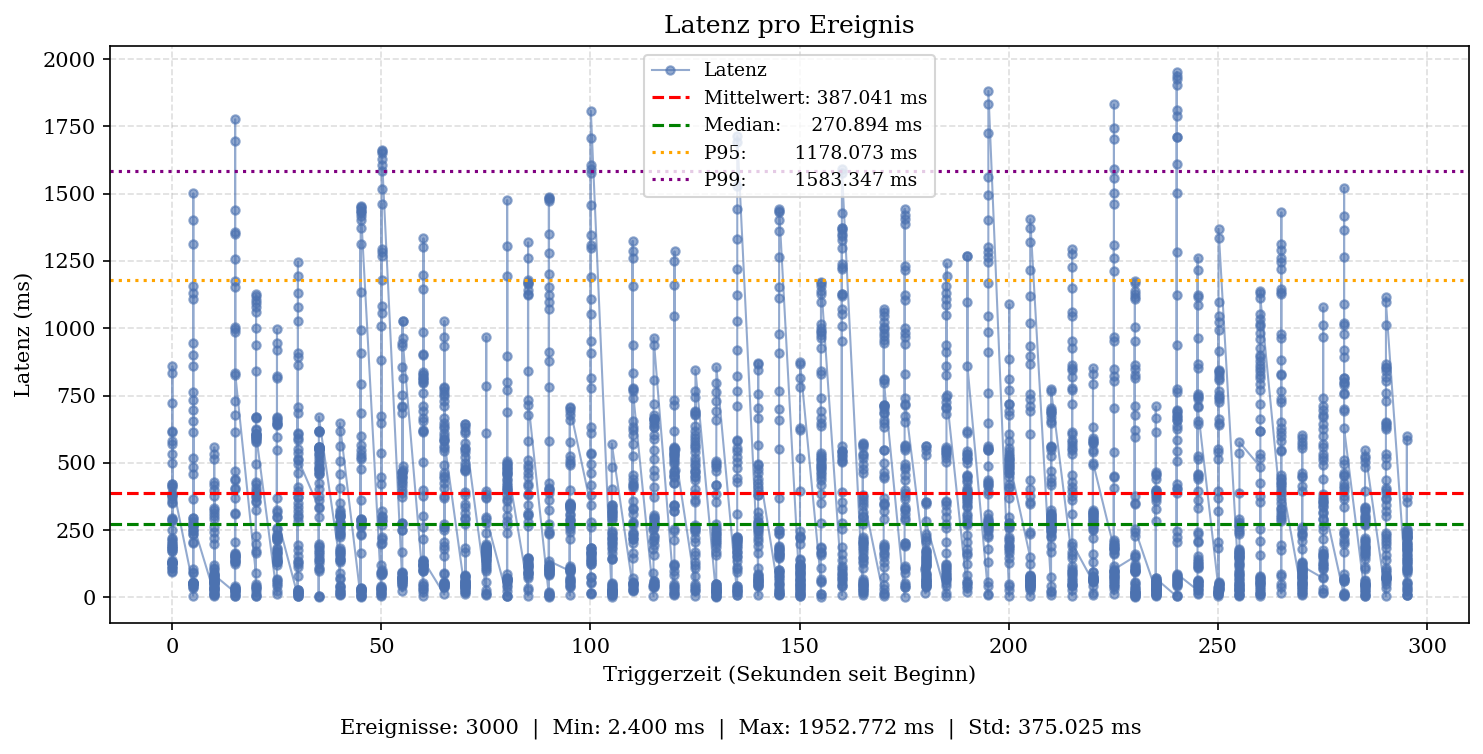 Latenz pro Ereignis
Latenz
Mittelwert: 387.041 ms
Median: 270.894 ms
P95: 1178.073 ms
P99: 1583.347 ms
Latenz (ms)
2000
1750
1500
1250
1000
750
500
250
0
0 50 100 150 200 250 300
Triggerzeit (Sekunden seit Beginn)
Ereignisse: 3000 | Min: 2.400 ms | Max: 1952.772 ms | Std: 375.025 ms